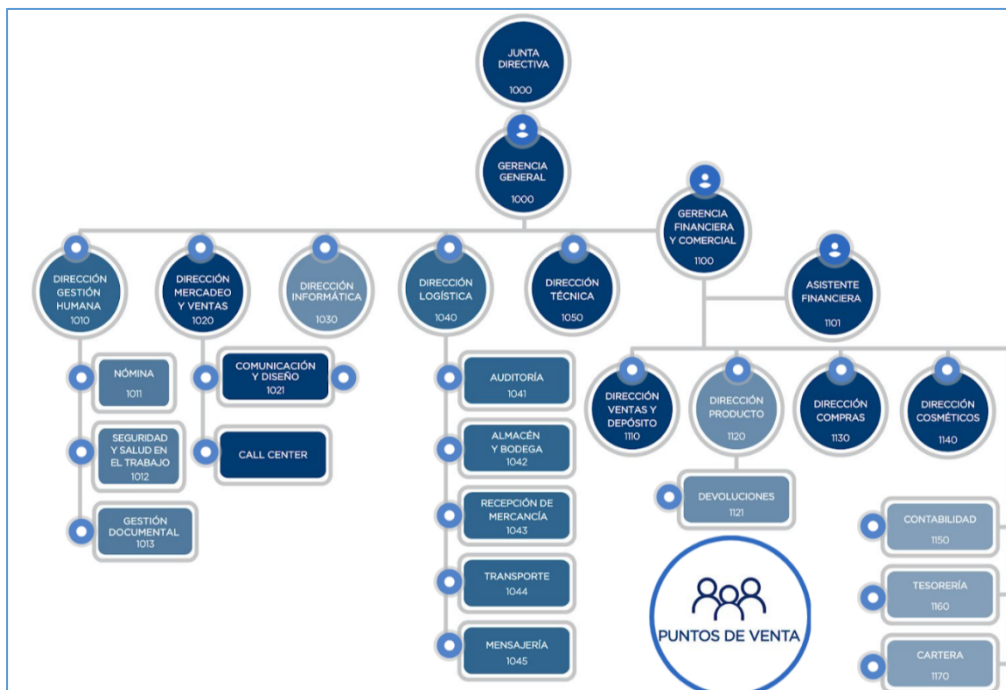 JUNTA
DIRECTIVA
1000
GERENCIA
GENERAL
1000
GERENCIA
FINANCIERA
Y COMERCIAL
1100
DIRECCIÓN
GESTIÓN
HUMANA
1010
DIRECCIÓN
MERCADEO
Y VENTAS
1020
DIRECCIÓN
INFORMÁTICA
1030
DIRECCIÓN
LOGÍSTICA
1040
DIRECCIÓN
TÉCNICA
1050
ASISTENTE
FINANCIERA
1101
NÓMINA
1011
SEGURIDAD
Y SALUD EN
EL TRABAJO
1012
GESTIÓN
DOCUMENTAL
1013
COMUNICACIÓN
Y DISEÑO
1021
CALL CENTER
AUDITORÍA
1041
ALMACÉN
Y BODEGA
1042
RECEPCIÓN DE
MERCANCÍA
1043
TRANSPORTE
1044
MENSAJERÍA
1045
DIRECCIÓN
VENTAS Y
DEPÓSITO
1110
DIRECCIÓN
PRODUCTO
1120
DIRECCIÓN
COMPRAS
1130
DIRECCIÓN
COSMÉTICOS
1140
DEVOLUCIONES
1121
PUNTOS DE VENTA
CONTABILIDAD
1150
TESORERÍA
1160
CARTERA
1170